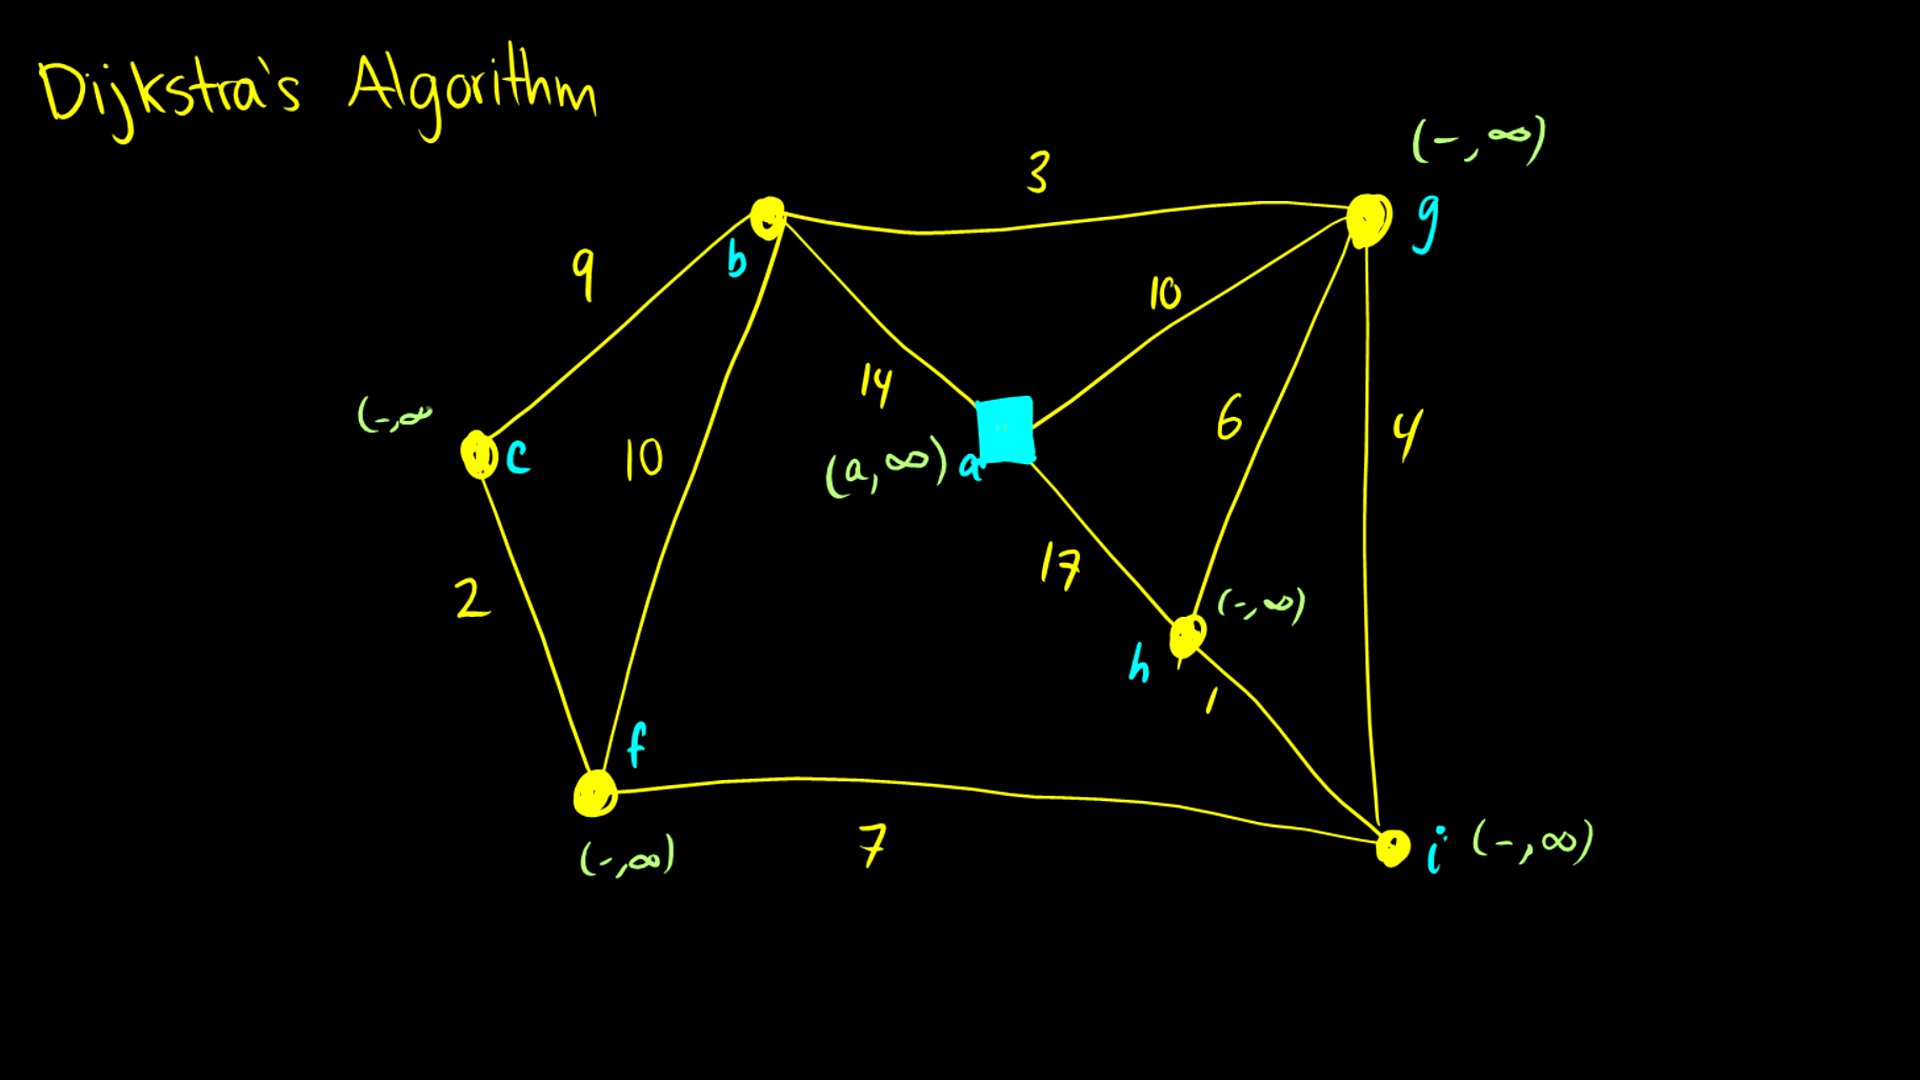 Dijkstra's Algorithm
(-, ∞)
3
g
b
9
10
14
6
4
(-, ∞
c
10
(a, ∞) a
17
2
(-, ∞)
h
1
f
7
i (-, ∞)
(-, ∞)